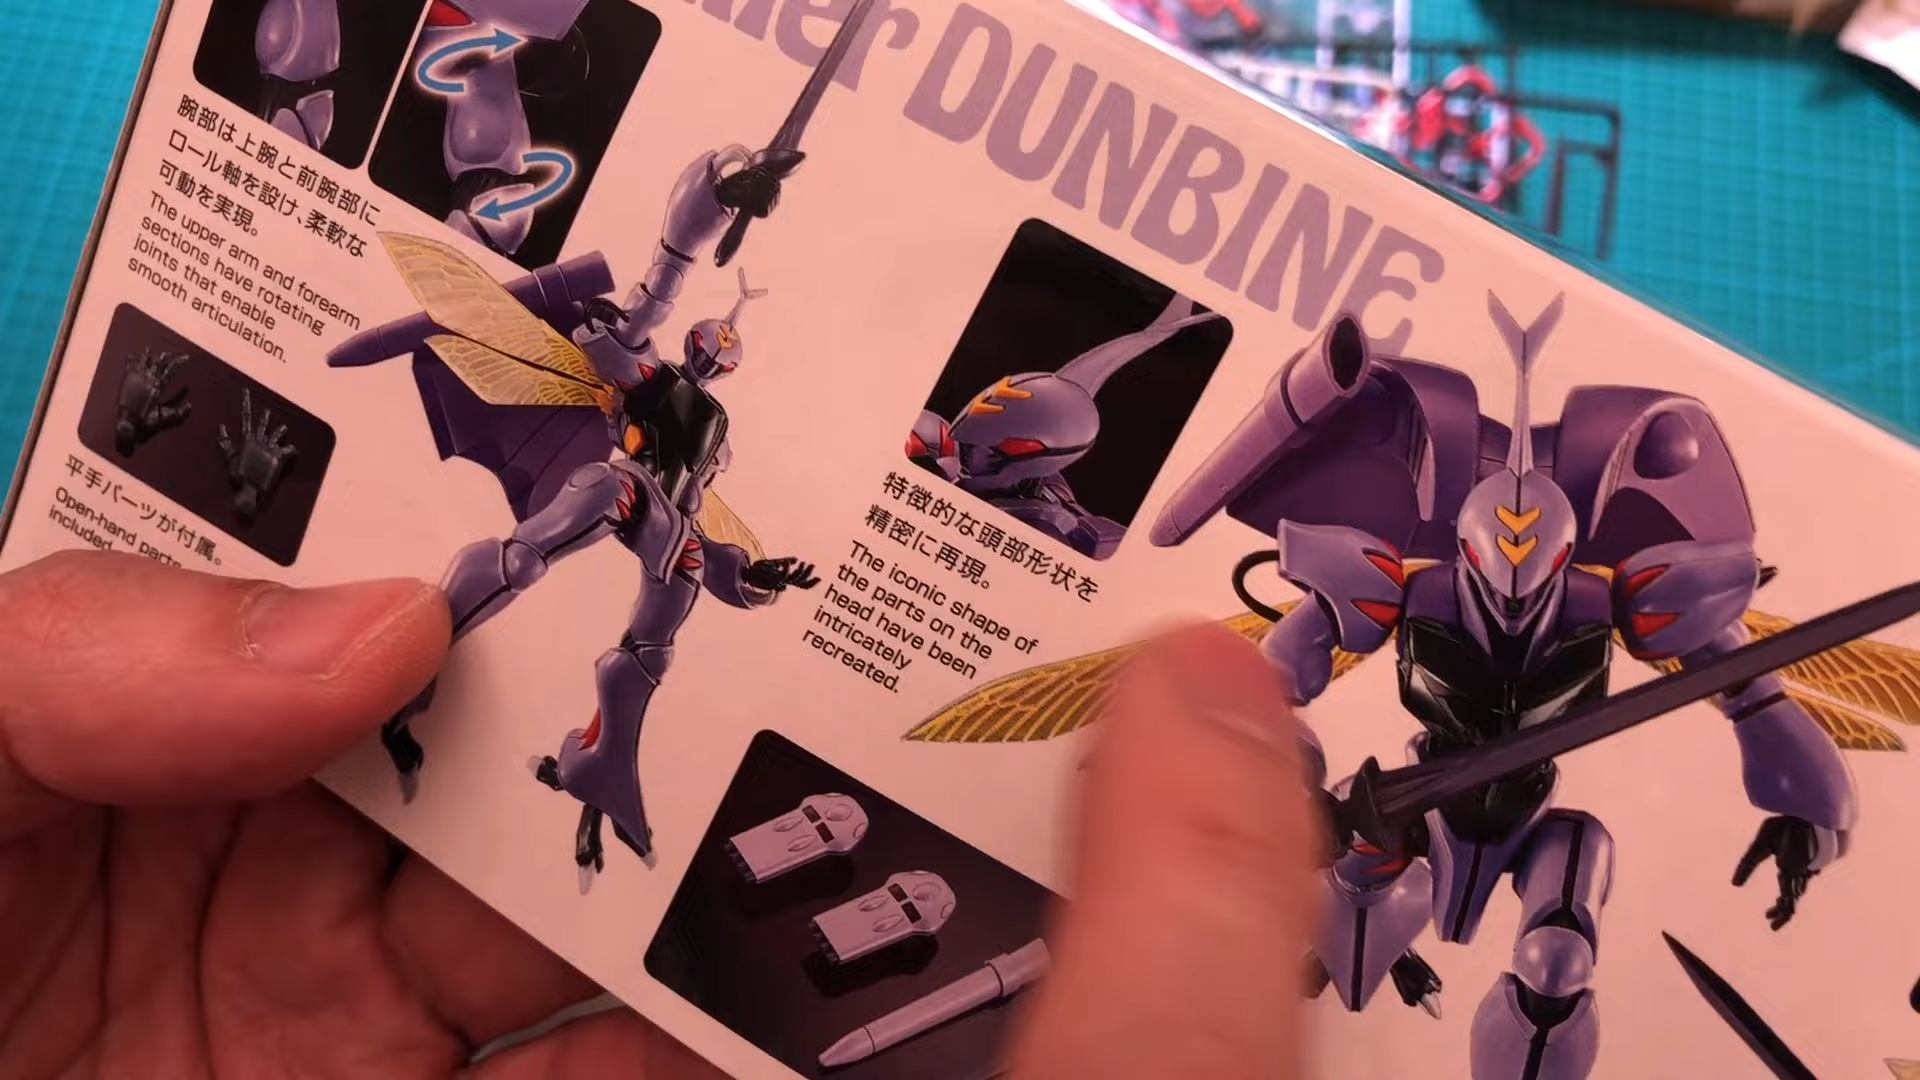 DUNBINE
腕部は上腕と前腕部に
ロール軸を設け、柔軟な
可動を実現。
The upper arm and forearm
sections have rotating
joints that enable
smooth articulation.
平手パーツが付属。
Open-hand parts
included
特徴的な頭部形状を
精密に再現。
The iconic shape of
the parts on the
head have been
intricately
recreated.